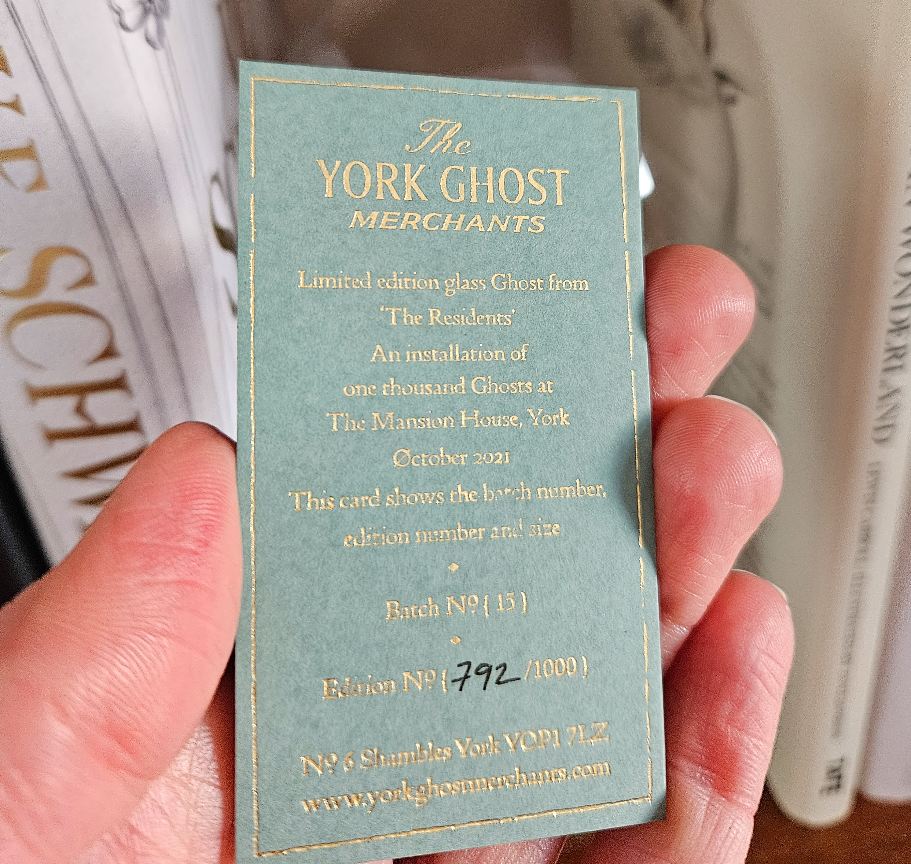 The
YORK GHOST
MERCHANTS
Limited edition glass Ghost from
'The Residents'
An installation of
one thousand Ghosts at
The Mansion House, York
October 2021
This card shows the batch number,
edition number and size
Batch Nº { 15 }
Edition Nº { 792 /1000 }
Nº 6 Shambles York YO1 7LZ
www.yorkghostmerchants.com
SCHW
WONDERLAND